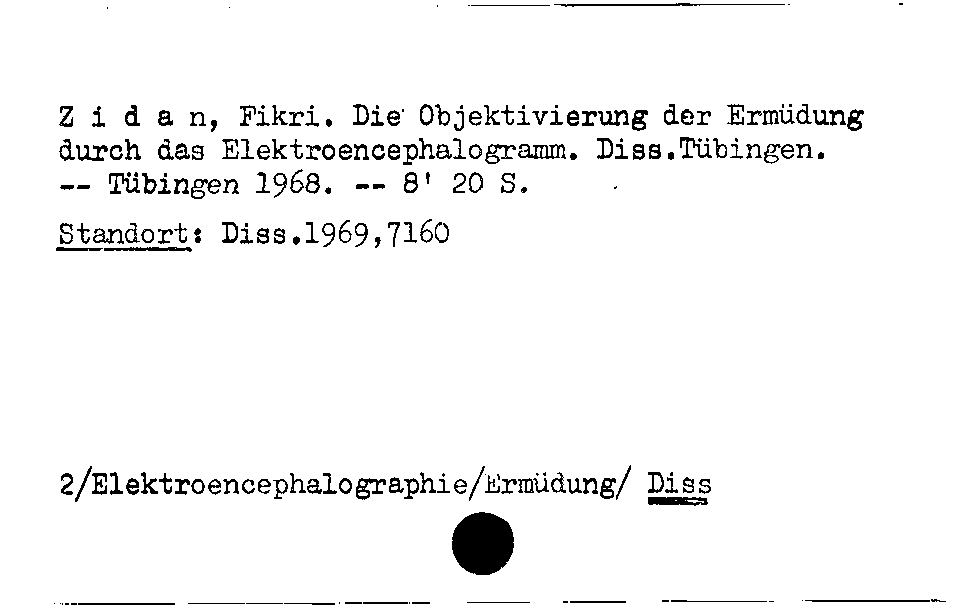 Z i d a n, Fikri. Die Objektivierung der Ermüdung
durch das Elektroencephalogramm. Diss.Tübingen.
-- Tübingen 1968. -- 8' 20 S.
Standort: Diss.1969,7160
2/Elektroencephalographie/Ermüdung/ Diss